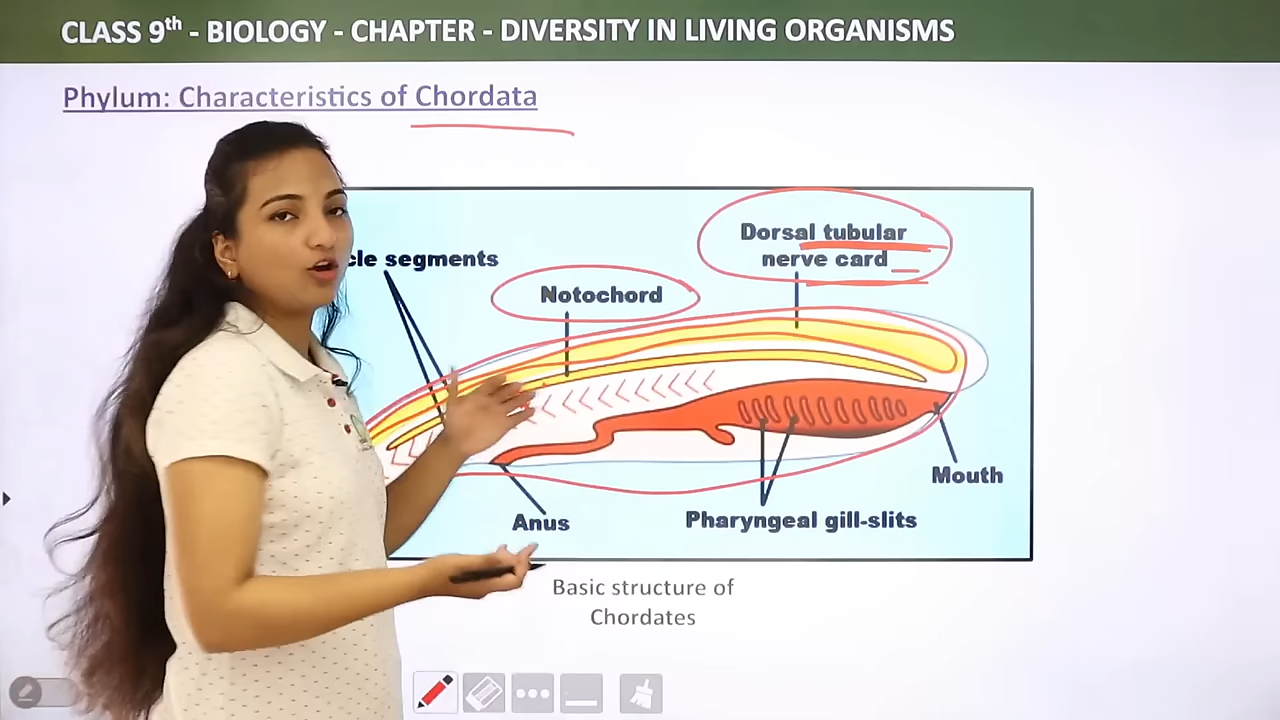 CLASS 9th - BIOLOGY - CHAPTER - DIVERSITY IN LIVING ORGANISMS
Phylum: Characteristics of Chordata
Dorsal tubular
nerve card
cle segments
Notochord
Mouth
Anus
Pharyngeal gill-slits
Basic structure of
Chordates